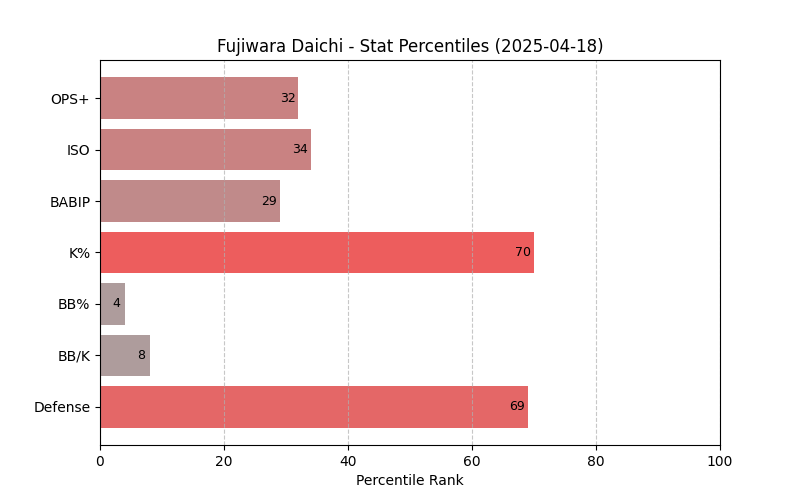 Fujiwara Daichi - Stat Percentiles (2025-04-18)
OPS+ 32
ISO 34
BABIP 29
K% 70
BB% 4
BB/K 8
Defense 69
0 20 40 60 80 100
Percentile Rank